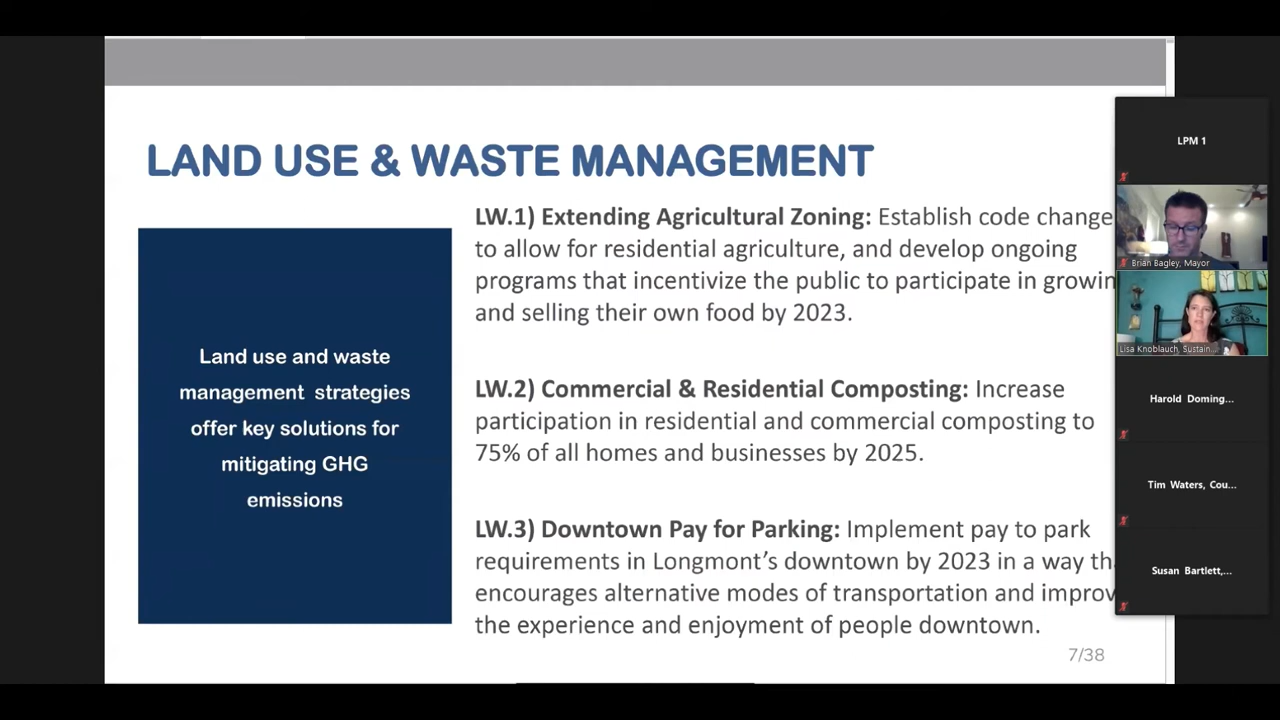 LAND USE & WASTE MANAGEMENT
Land use and waste
management strategies
offer key solutions for
mitigating GHG
emissions
LW.1) Extending Agricultural Zoning: Establish code change
to allow for residential agriculture, and develop ongoing
programs that incentivize the public to participate in growin
and selling their own food by 2023.
LW.2) Commercial & Residential Composting: Increase
participation in residential and commercial composting to
75% of all homes and businesses by 2025.
LW.3) Downtown Pay for Parking: Implement pay to park
requirements in Longmont’s downtown by 2023 in a way th
encourages alternative modes of transportation and improv
the experience and enjoyment of people downtown.
7/38
LPM 1
Brian Bagley, Mayor
Lisa Knoblauch, Sustain...
Harold Doming...
Tim Waters, Cou...
Susan Bartlett,...